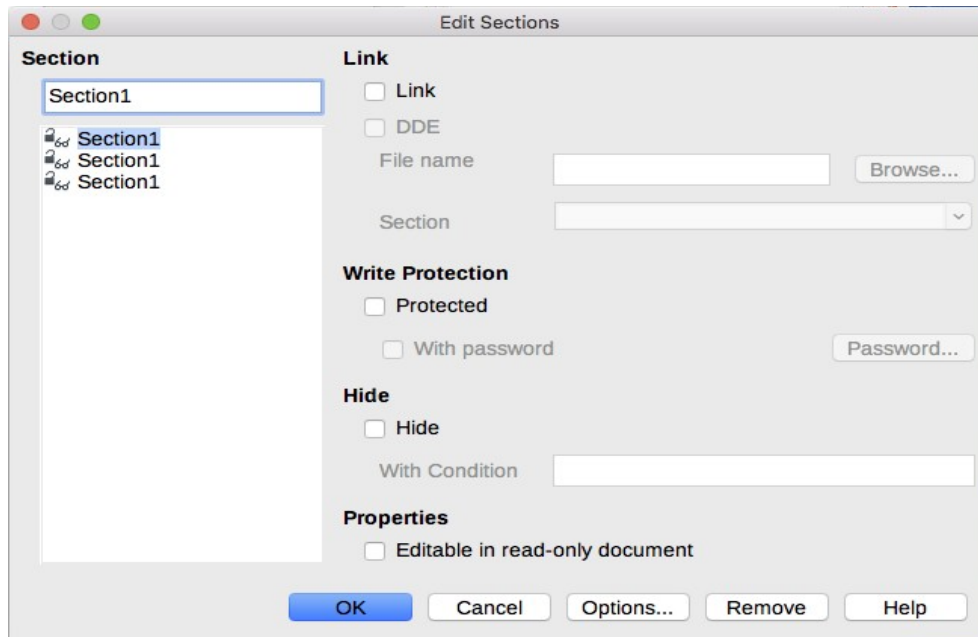 Edit Sections
Section
Section1
Section1
Section1
Section1
Link
Link
DDE
File name
Browse...
Section
Write Protection
Protected
With password
Password...
Hide
Hide
With Condition
Properties
Editable in read-only document
OK
Cancel
Options...
Remove
Help